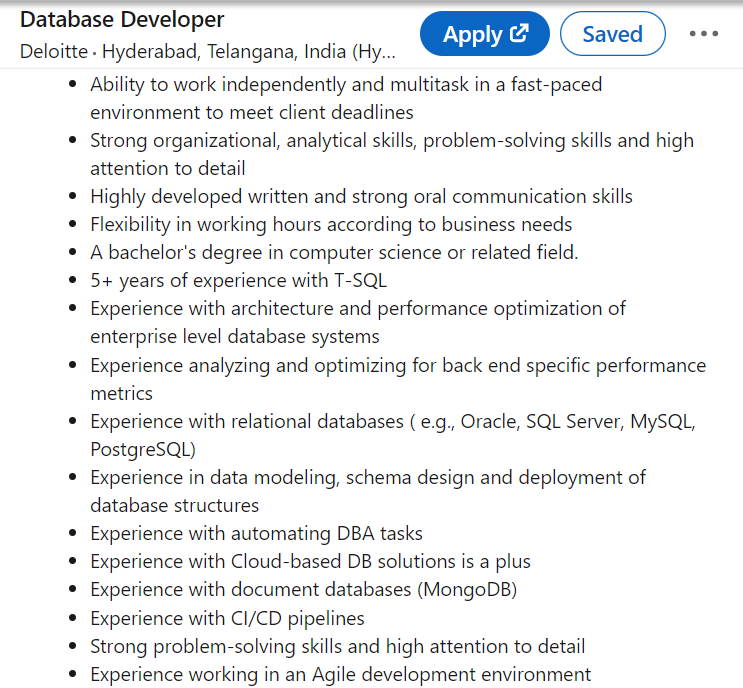 Database Developer
Deloitte · Hyderabad, Telangana, India (Hy...
Apply
Saved
Ability to work independently and multitask in a fast-paced
environment to meet client deadlines
Strong organizational, analytical skills, problem-solving skills and high
attention to detail
Highly developed written and strong oral communication skills
Flexibility in working hours according to business needs
A bachelor's degree in computer science or related field.
5+ years of experience with T-SQL
Experience with architecture and performance optimization of
enterprise level database systems
Experience analyzing and optimizing for back end specific performance
metrics
Experience with relational databases ( e.g., Oracle, SQL Server, MySQL,
PostgreSQL)
Experience in data modeling, schema design and deployment of
database structures
Experience with automating DBA tasks
Experience with Cloud-based DB solutions is a plus
Experience with document databases (MongoDB)
Experience with CI/CD pipelines
Strong problem-solving skills and high attention to detail
Experience working in an Agile development environment